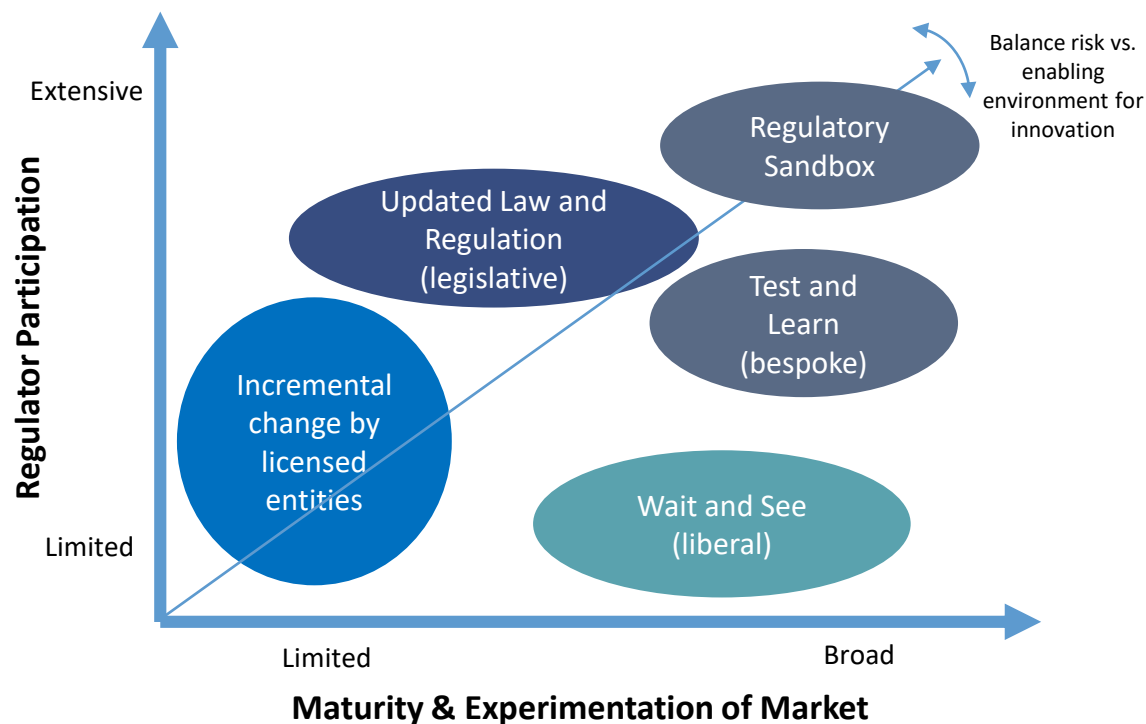 Balance risk vs.
enabling
environment for
innovation
Extensive
Regulatory
Sandbox
Updated Law and
Regulation
(legislative)
Test and
Learn
(bespoke)
Regulator Participation
Incremental
change by
licensed
entities
Wait and See
(liberal)
Limited
Limited
Broad
Maturity & Experimentation of Market